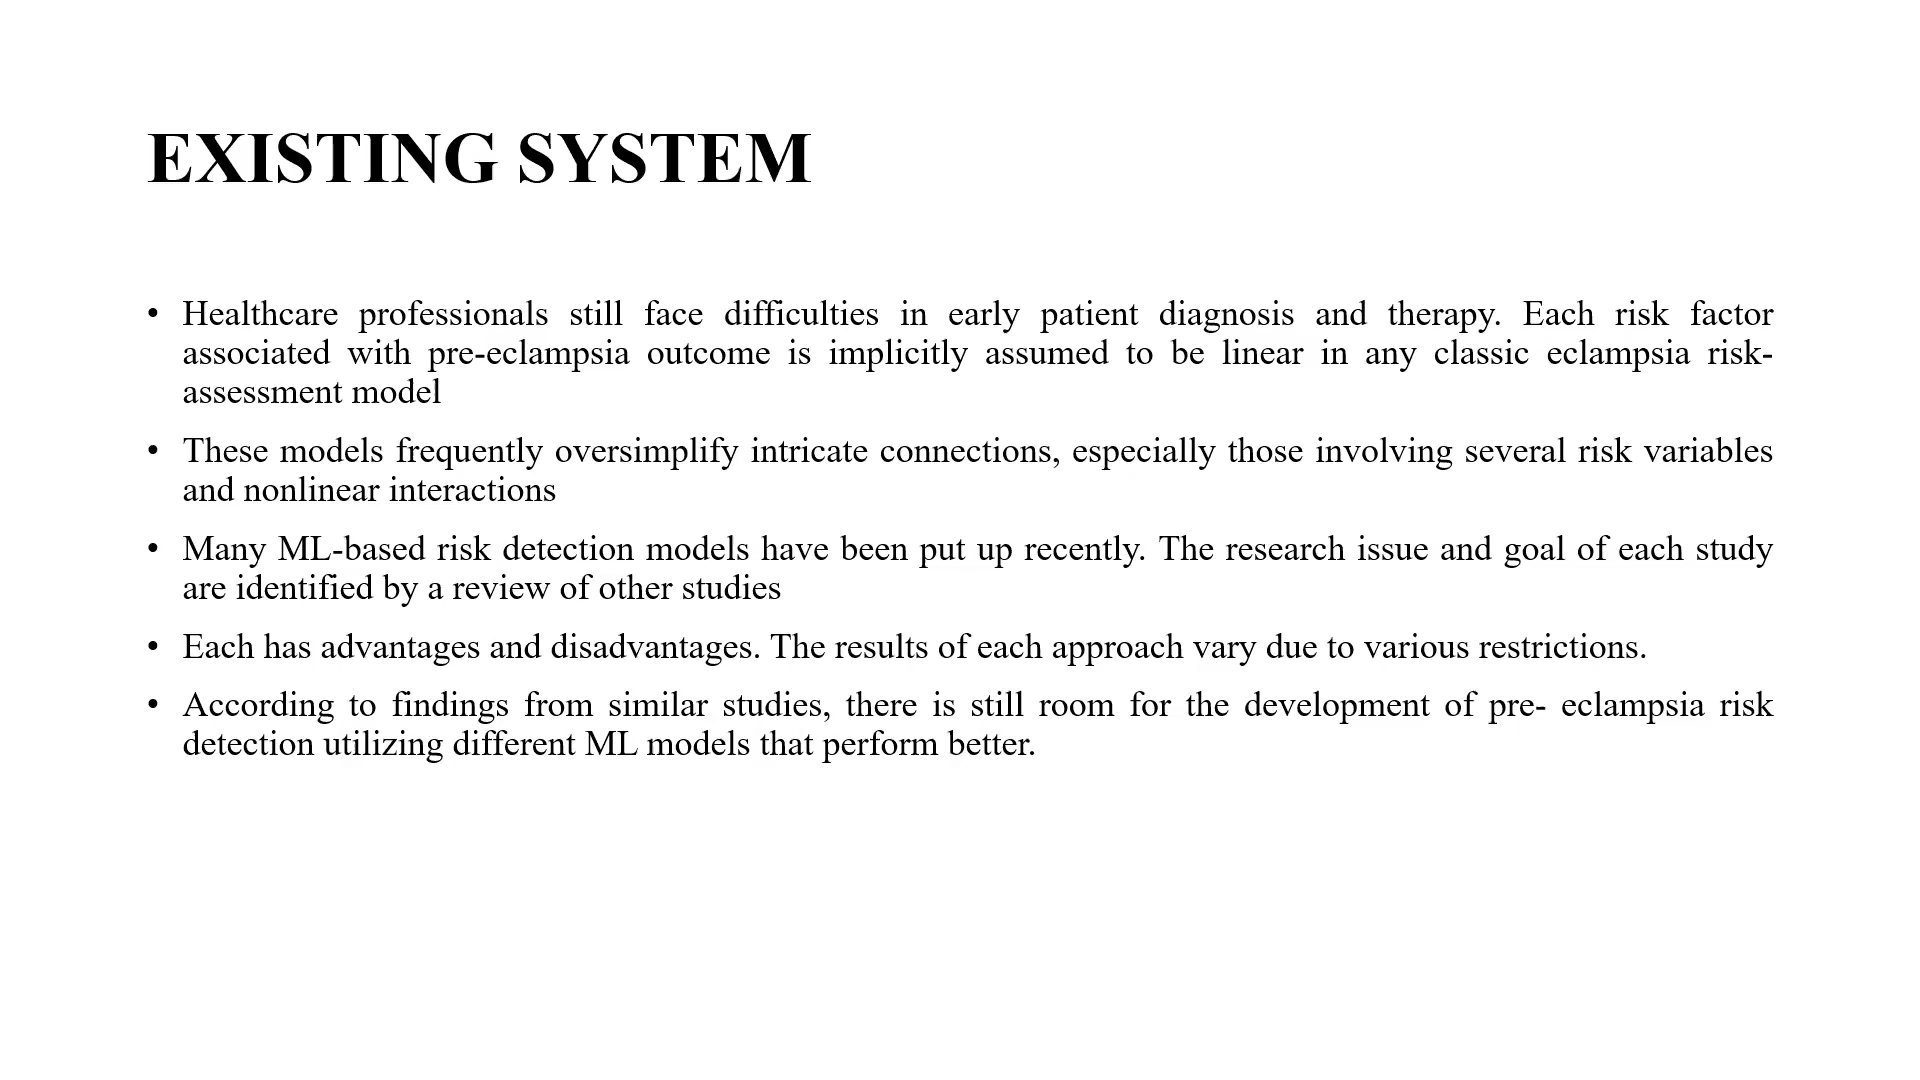 EXISTING SYSTEM
• Healthcare professionals still face difficulties in early patient diagnosis and therapy. Each risk factor
associated with pre-eclampsia outcome is implicitly assumed to be linear in any classic eclampsia risk-
assessment model
• These models frequently oversimplify intricate connections, especially those involving several risk variables
and nonlinear interactions
• Many ML-based risk detection models have been put up recently. The research issue and goal of each study
are identified by a review of other studies
• Each has advantages and disadvantages. The results of each approach vary due to various restrictions.
• According to findings from similar studies, there is still room for the development of pre- eclampsia risk
detection utilizing different ML models that perform better.